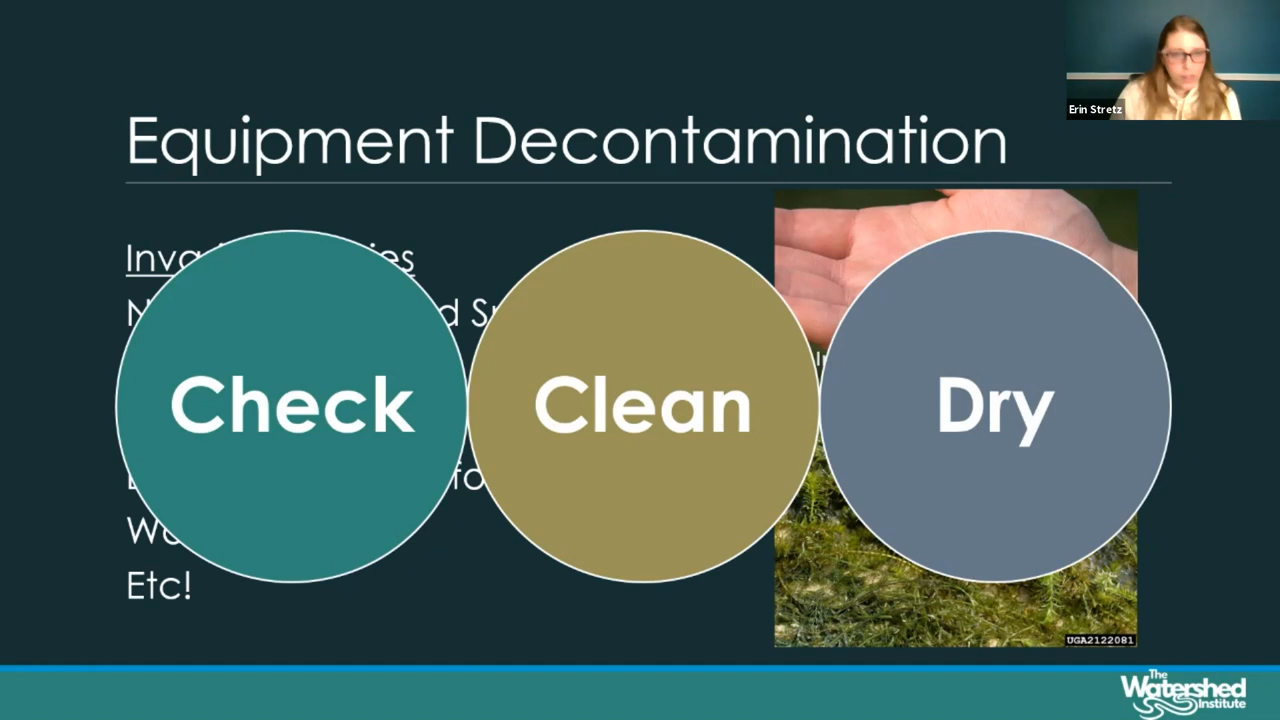 Erin Stretz
Equipment Decontamination
Check
Clean
Dry
Etc!
UGA2122081
The
Watershed
Institute